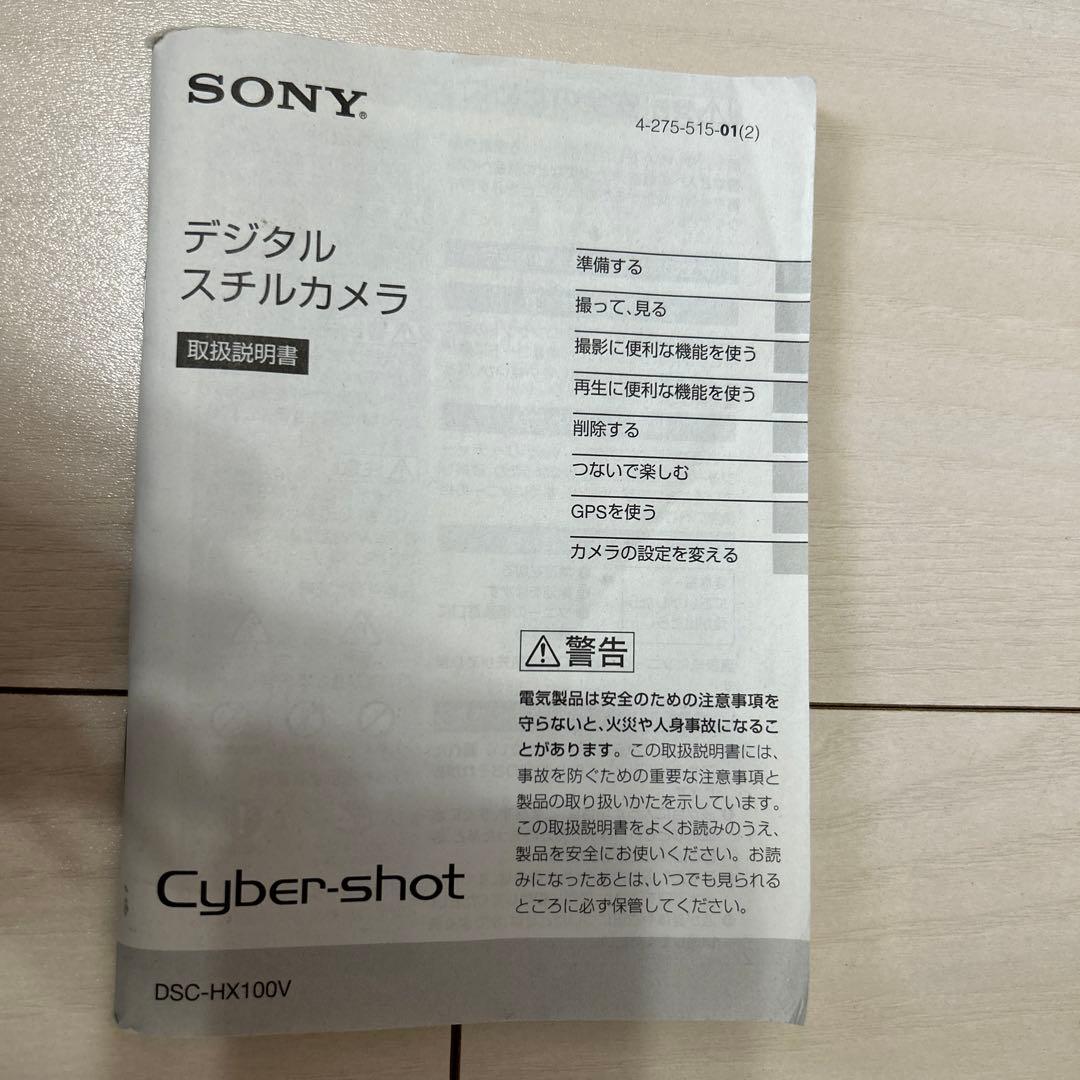 SONY®
4-275-515-01(2)
デジタル
スチルカメラ
取扱説明書
準備する
撮って、見る
撮影に便利な機能を使う
再生に便利な機能を使う
削除する
つないで楽しむ
GPSを使う
カメラの設定を変える
警告
電気製品は安全のための注意事項を
守らないと、火災や人身事故になるこ
とがあります。この取扱説明書には、
事故を防ぐための重要な注意事項と
製品の取り扱いかたを示しています。
この取扱説明書をよくお読みのうえ、
製品を安全にお使いください。お読
みになったあとは、いつでも見られる
ところに必ず保管してください。
Cyber-shot
DSC-HX100V